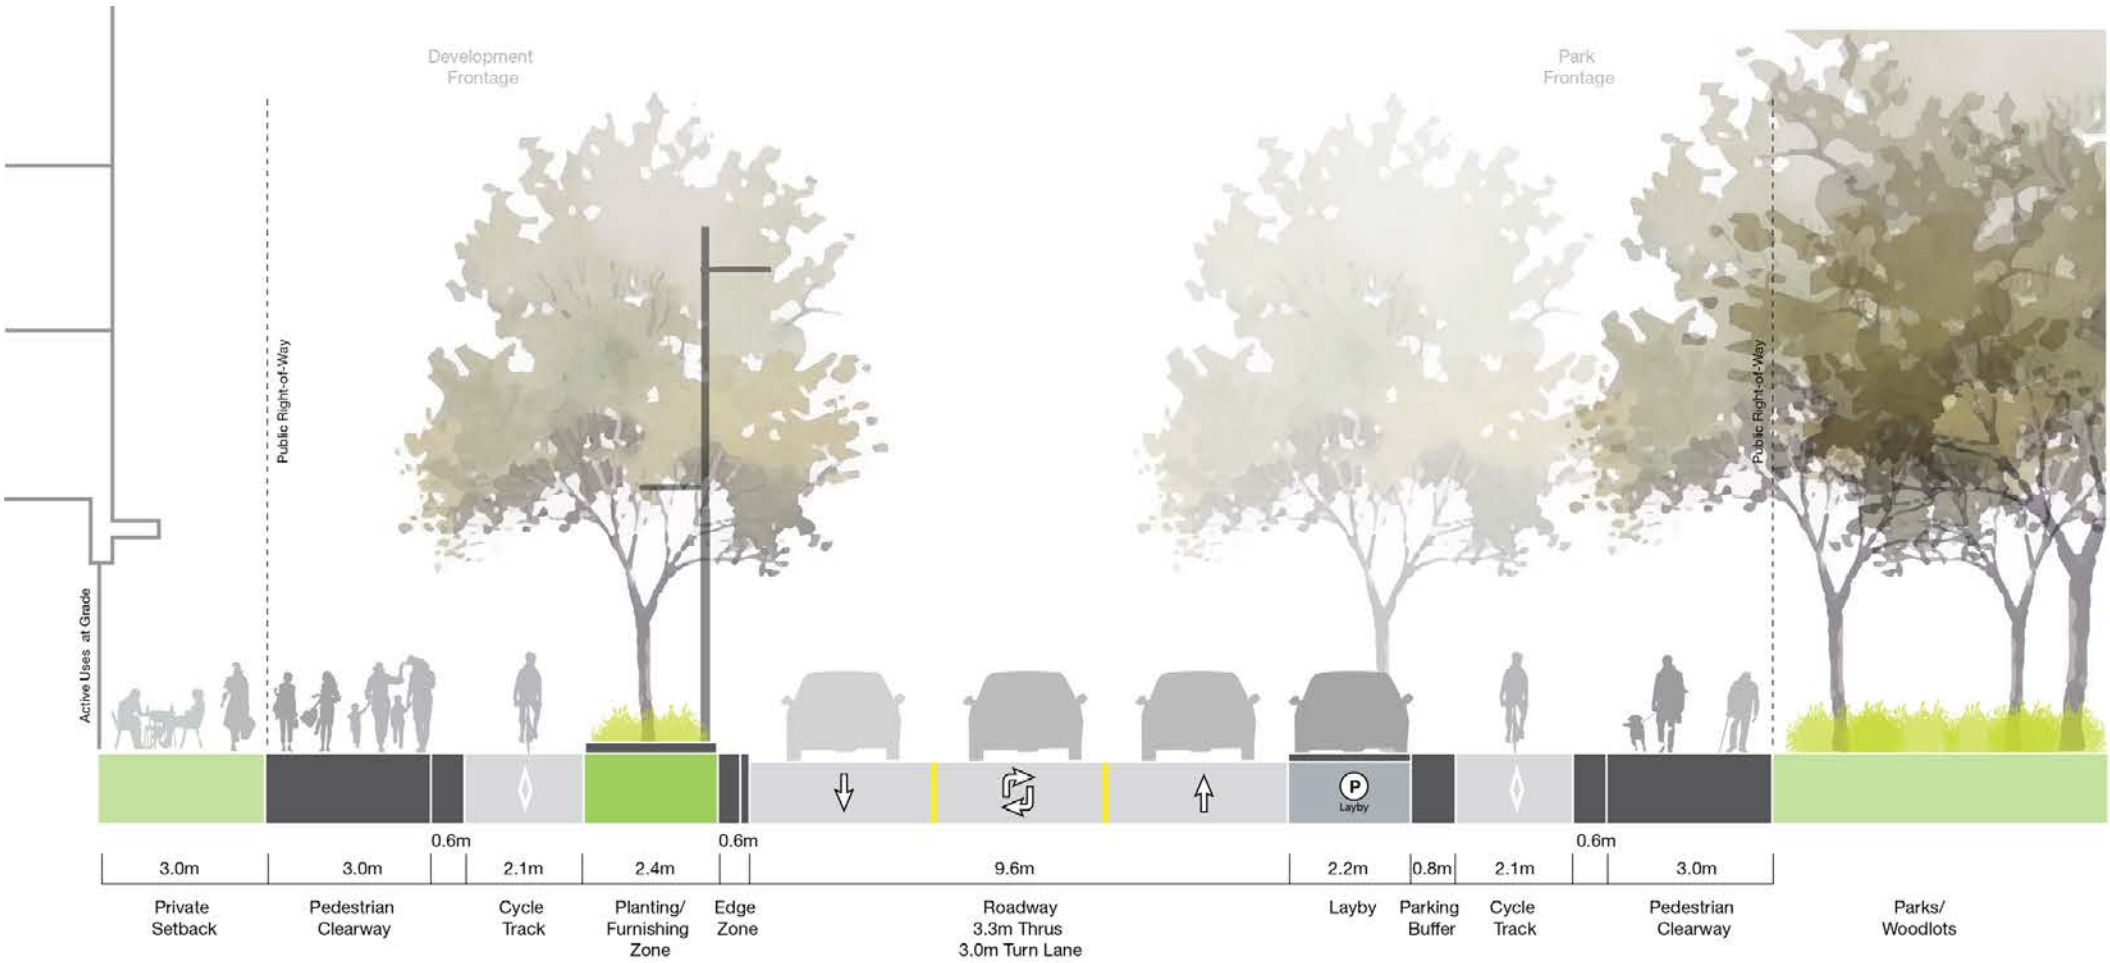 Development
Frontage
Park
Frontage
Public Right-of-Way
Public Right-of-Way
Active Uses at Grade
P
Layby
0.6m
0.6m
0.6m
3.0m
3.0m
2.1m
2.4m
9.6m
2.2m
0.8m
2.1m
3.0m
Private
Setback
Pedestrian
Clearway
Cycle
Track
Planting/
Furnishing
Zone
Edge
Zone
Roadway
3.3m Thrus
3.0m Turn Lane
Layby
Parking
Buffer
Cycle
Track
Pedestrian
Clearway
Parks/
Woodlots